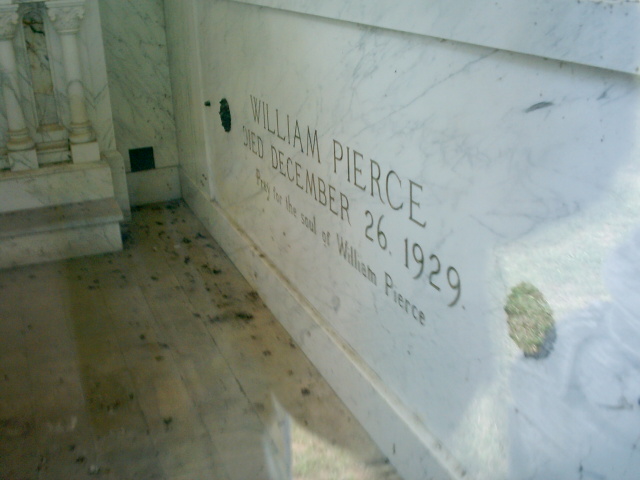 WILLIAM PIERCE
DIED DECEMBER 26, 1929.
Pray for the soul of William Pierce